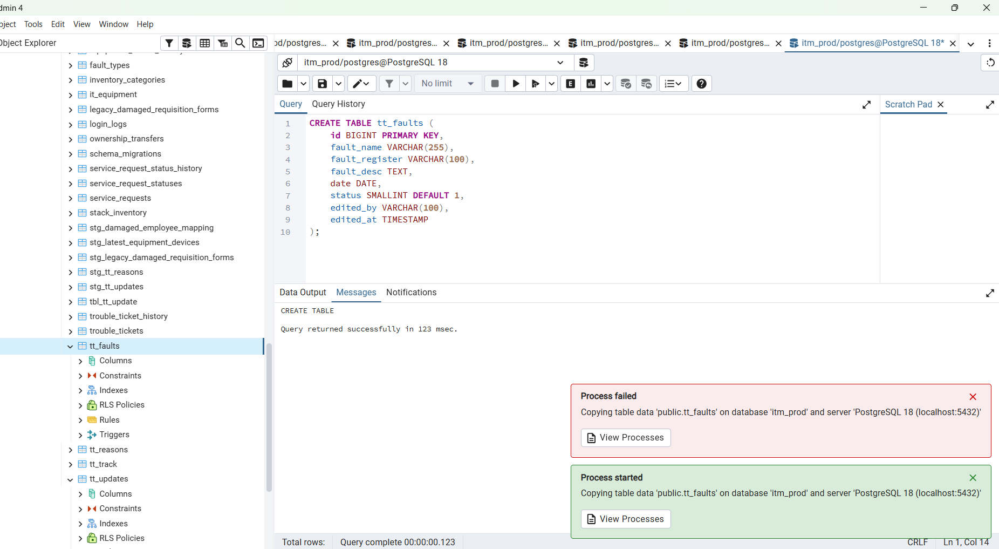 dmin 4
bject Tools Edit View Window Help
Object Explorer
od/postgres...
itm_prod/postgres...
itm_prod/postgres...
itm_prod/postgres...
itm_prod/postgres...
itm_prod/postgres@PostgreSQL 18*
itm_prod/postgres@PostgreSQL 18
No limit
E
Query Query History
Scratch Pad
1 CREATE TABLE tt_faults (
2 id BIGINT PRIMARY KEY,
3 fault_name VARCHAR(255),
4 fault_register VARCHAR(100),
5 fault_desc TEXT,
6 date DATE,
7 status SMALLINT DEFAULT 1,
8 edited_by VARCHAR(100),
9 edited_at TIMESTAMP
10 );
fault_types
inventory_categories
it_equipment
legacy_damaged_requisition_forms
login_logs
ownership_transfers
schema_migrations
service_request_status_history
service_request_statuses
service_requests
stack_inventory
stg_damaged_employee_mapping
stg_latest_equipment_devices
stg_legacy_damaged_requisition_forms
stg_tt_reasons
stg_tt_updates
tbl_tt_update
trouble_ticket_history
trouble_tickets
tt_faults
Columns
Constraints
Indexes
RLS Policies
Rules
Triggers
tt_reasons
tt_track
tt_updates
Columns
Constraints
Indexes
RLS Policies
Data Output Messages Notifications
CREATE TABLE
Query returned successfully in 123 msec.
Process failed
Copying table data 'public.tt_faults' on database 'itm_prod' and server 'PostgreSQL 18 (localhost:5432)'
View Processes
Process started
Copying table data 'public.tt_faults' on database 'itm_prod' and server 'PostgreSQL 18 (localhost:5432)'
View Processes
Total rows: Query complete 00:00:00.123
CRLF Ln 1, Col 14